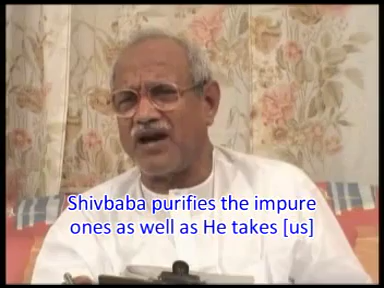 Shivbaba purifies the impure
ones as well as He takes [us]